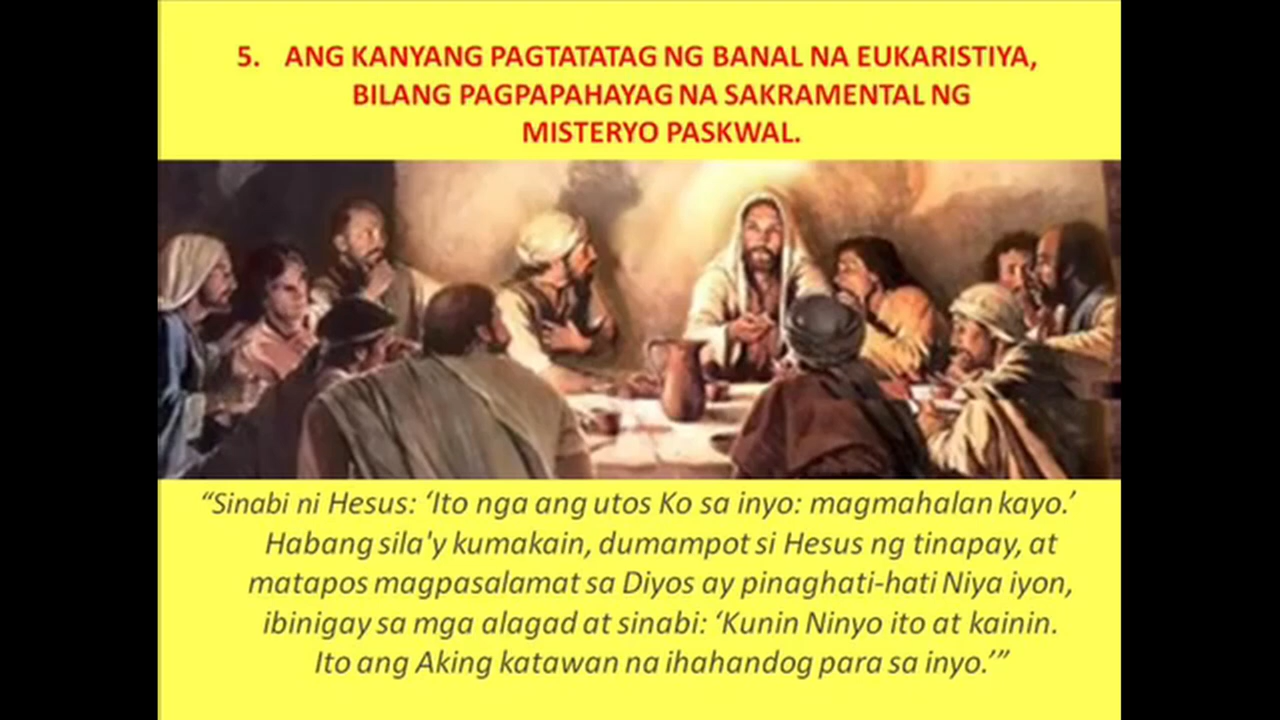 5. ANG KANYANG PAGTATATAG NG BANAL NA EUKARISTIYA,
BILANG PAGPAPAHAYAG NA SAKRAMENTAL NG
MISTERYO PASKWAL.
“Sinabi ni Hesus: ‘Ito nga ang utos Ko sa inyo: magmahalan kayo.’
Habang sila'y kumakain, dumampot si Hesus ng tinapay, at
matapos magpasalamat sa Diyos ay pinaghati-hati Niya iyon,
ibinigay sa mga alagad at sinabi: ‘Kunin Ninyo ito at kainin.
Ito ang Aking katawan na ihahandog para sa inyo.’”